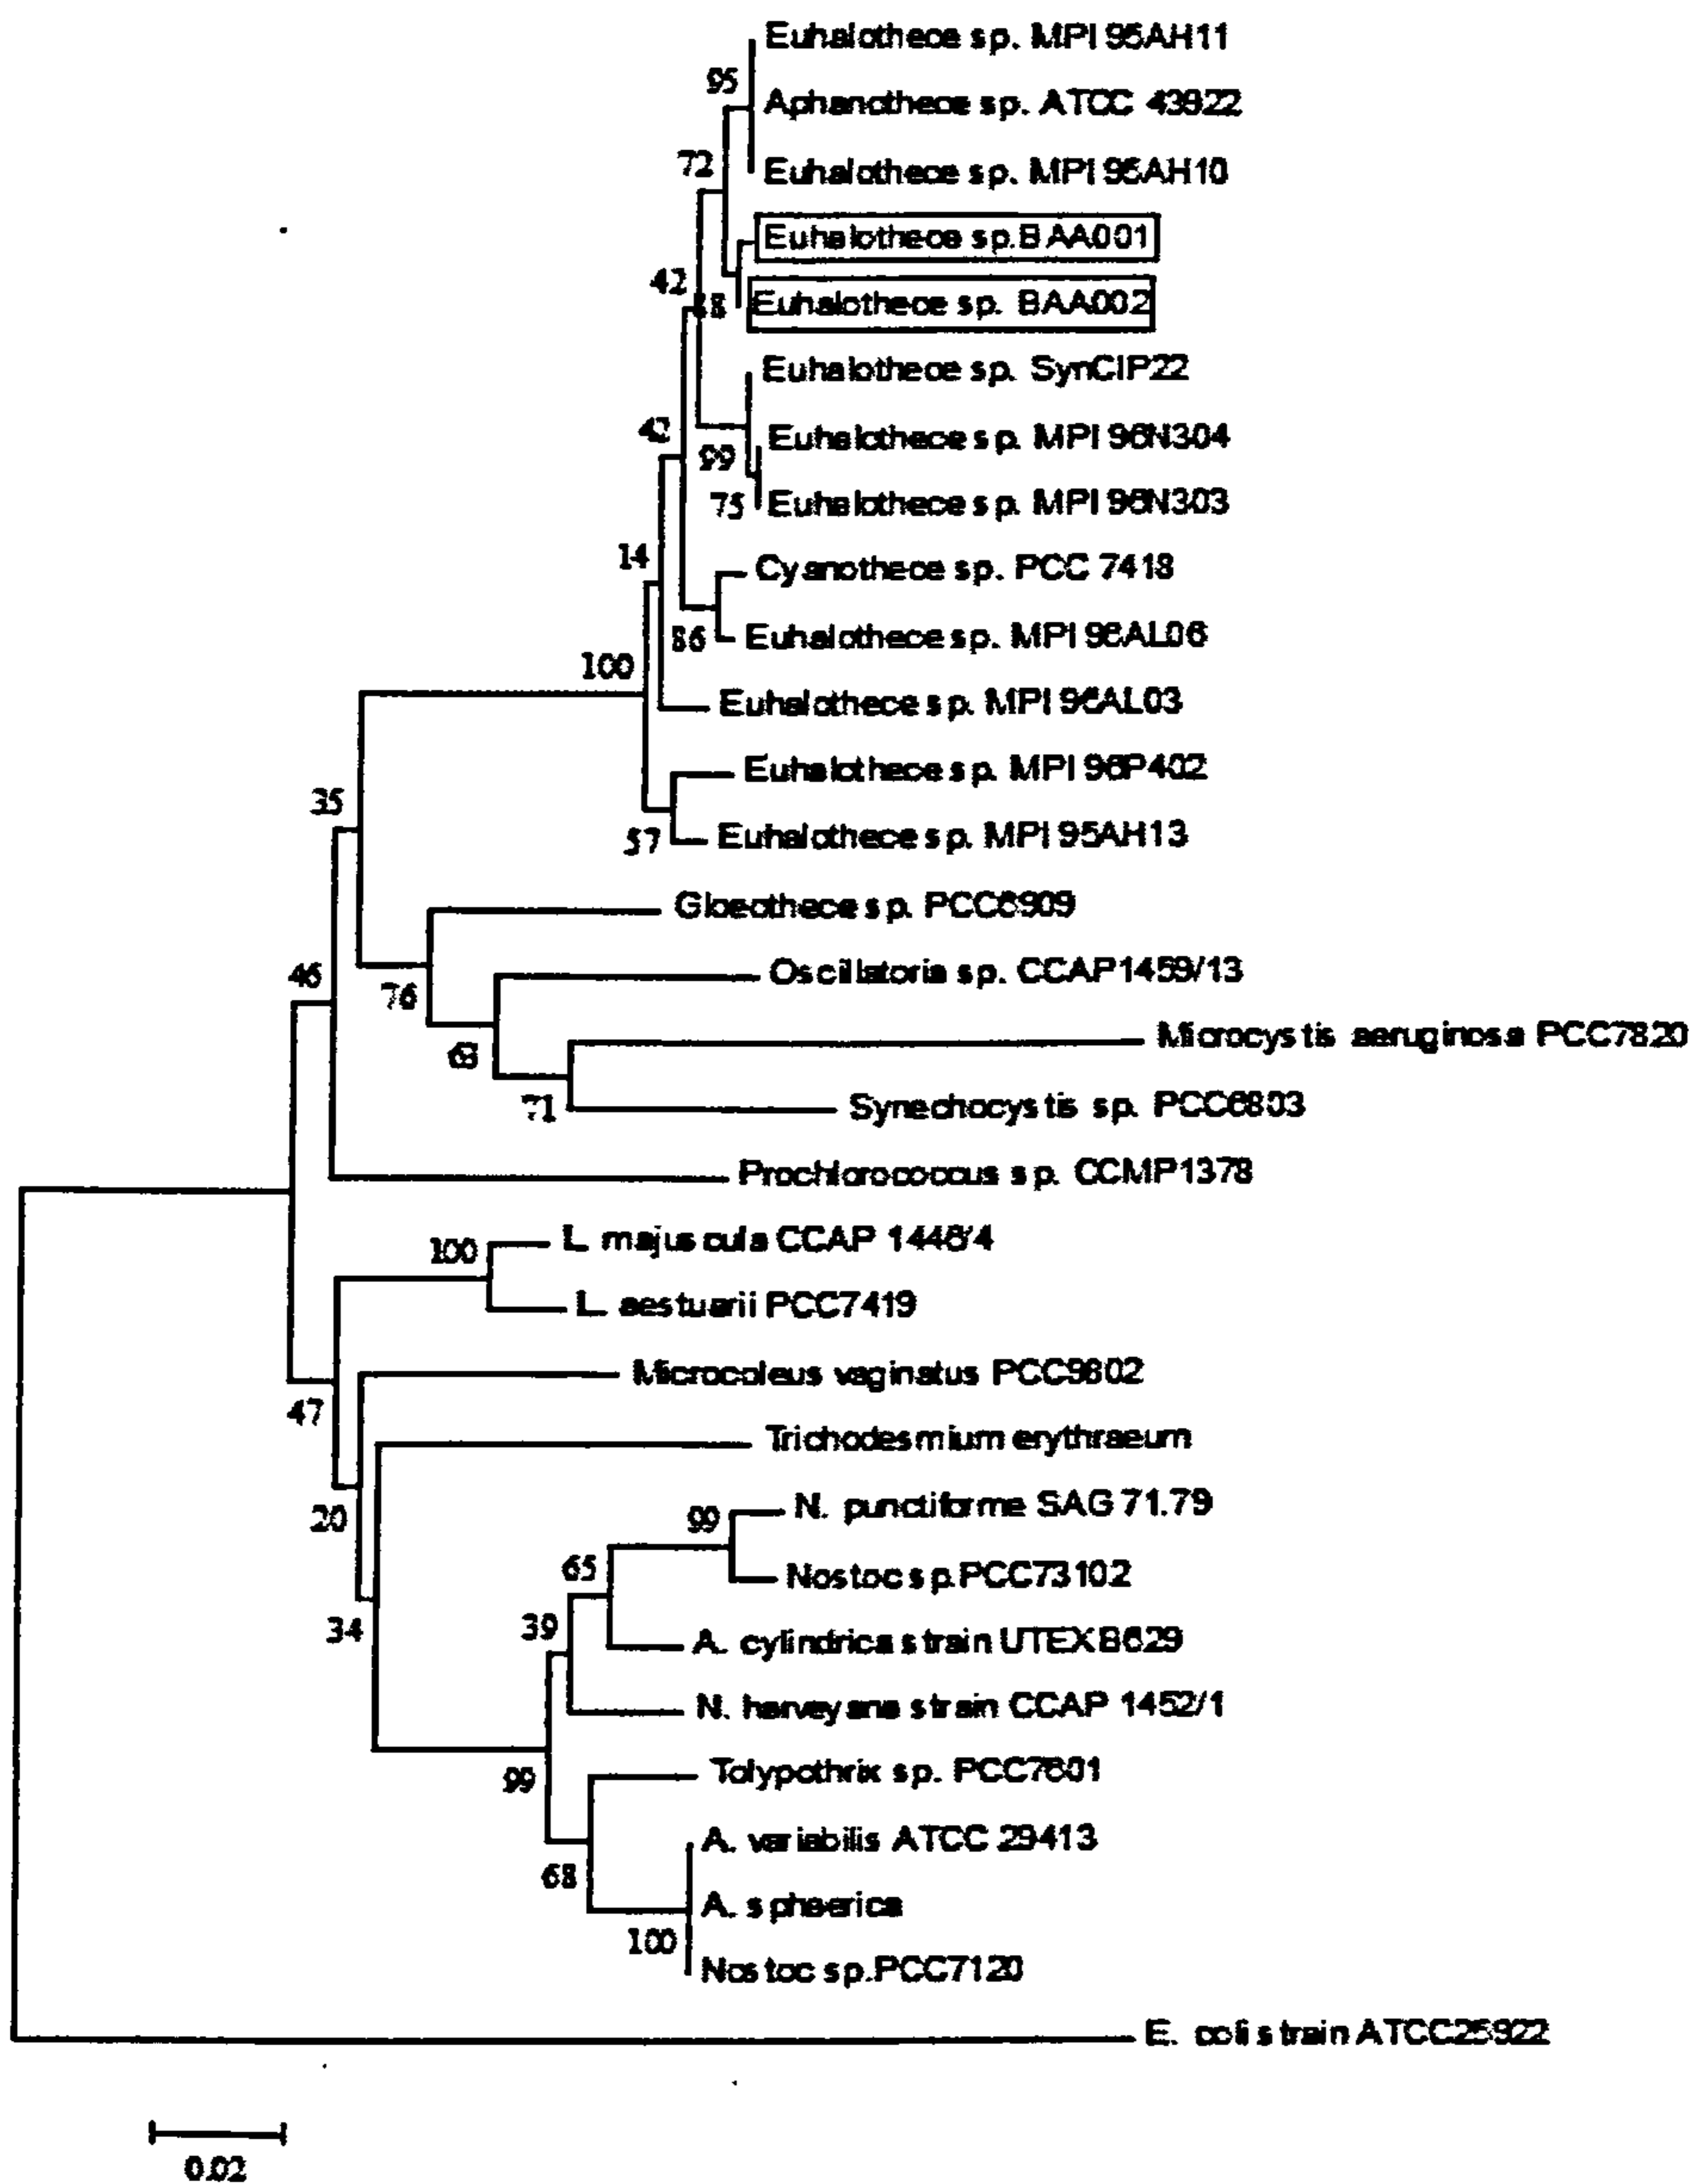 Euhalothece sp. MPI 95AH11
95
Aphanothece sp. ATCC 43922
72
Euhalothece sp. MPI 95AH10
Euhalothece sp.BAA001
42
Euhalothece sp. BAA002
Euhalothece sp. SynCIP22
42
Euhalothece sp. MPI 96N304
99
75
Euhalothece sp. MPI 96N303
14
Cyanothece sp. PCC 7418
86
Euhalothece sp. MPI 96AL06
100
Euhalothece sp. MPI 96AL03
Euhalothece sp. MPI 96P402
35
57
Euhalothece sp. MPI 95AH13
Gloeothece sp. PCC6909
46
76
Oscillatoria sp. CCAP1459/13
63
Microcystis aeruginosa PCC7820
71
Synechocystis sp. PCC6803
Prochlorococcus sp. CCMP1378
100
L. majuscula CCAP 1446/4
L. aestuarii PCC7419
47
Microcoleus vaginatus PCC9802
Trichodesmium erythraeum
20
99
N. punctiforme SAG 71.79
65
Nostoc sp.PCC73102
34
39
A. cylindrica strain UTEX B629
N. harveyana strain CCAP 1452/1
99
Tolypothrix sp. PCC7601
A. variabilis ATCC 29413
68
A. sphaerica
100
Nostoc sp.PCC7120
E. coli strain ATCC25922
0.02